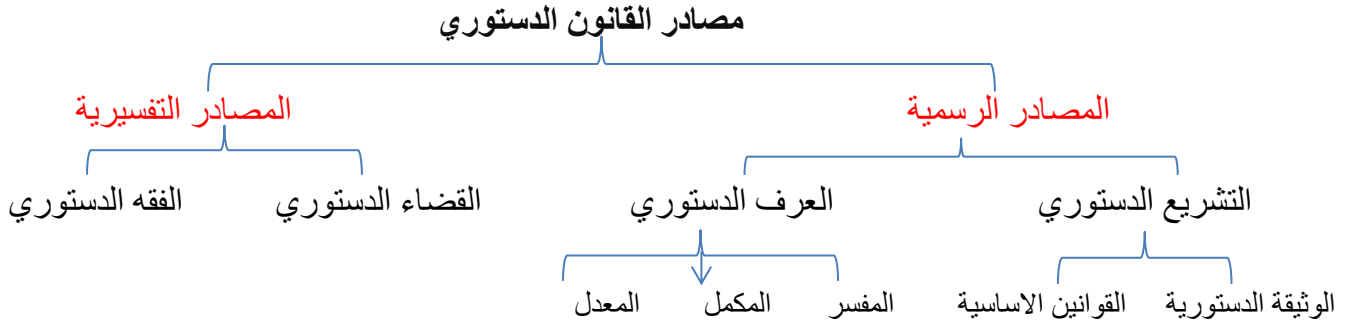 مصادر القانون الدستوري
المصادر الرسمية المصادر التفسيرية
التشريع الدستوري العرف الدستوري القضاء الدستوري الفقه الدستوري
الوثيقة الدستورية القوانين الاساسية المفسر المكمل المعدل